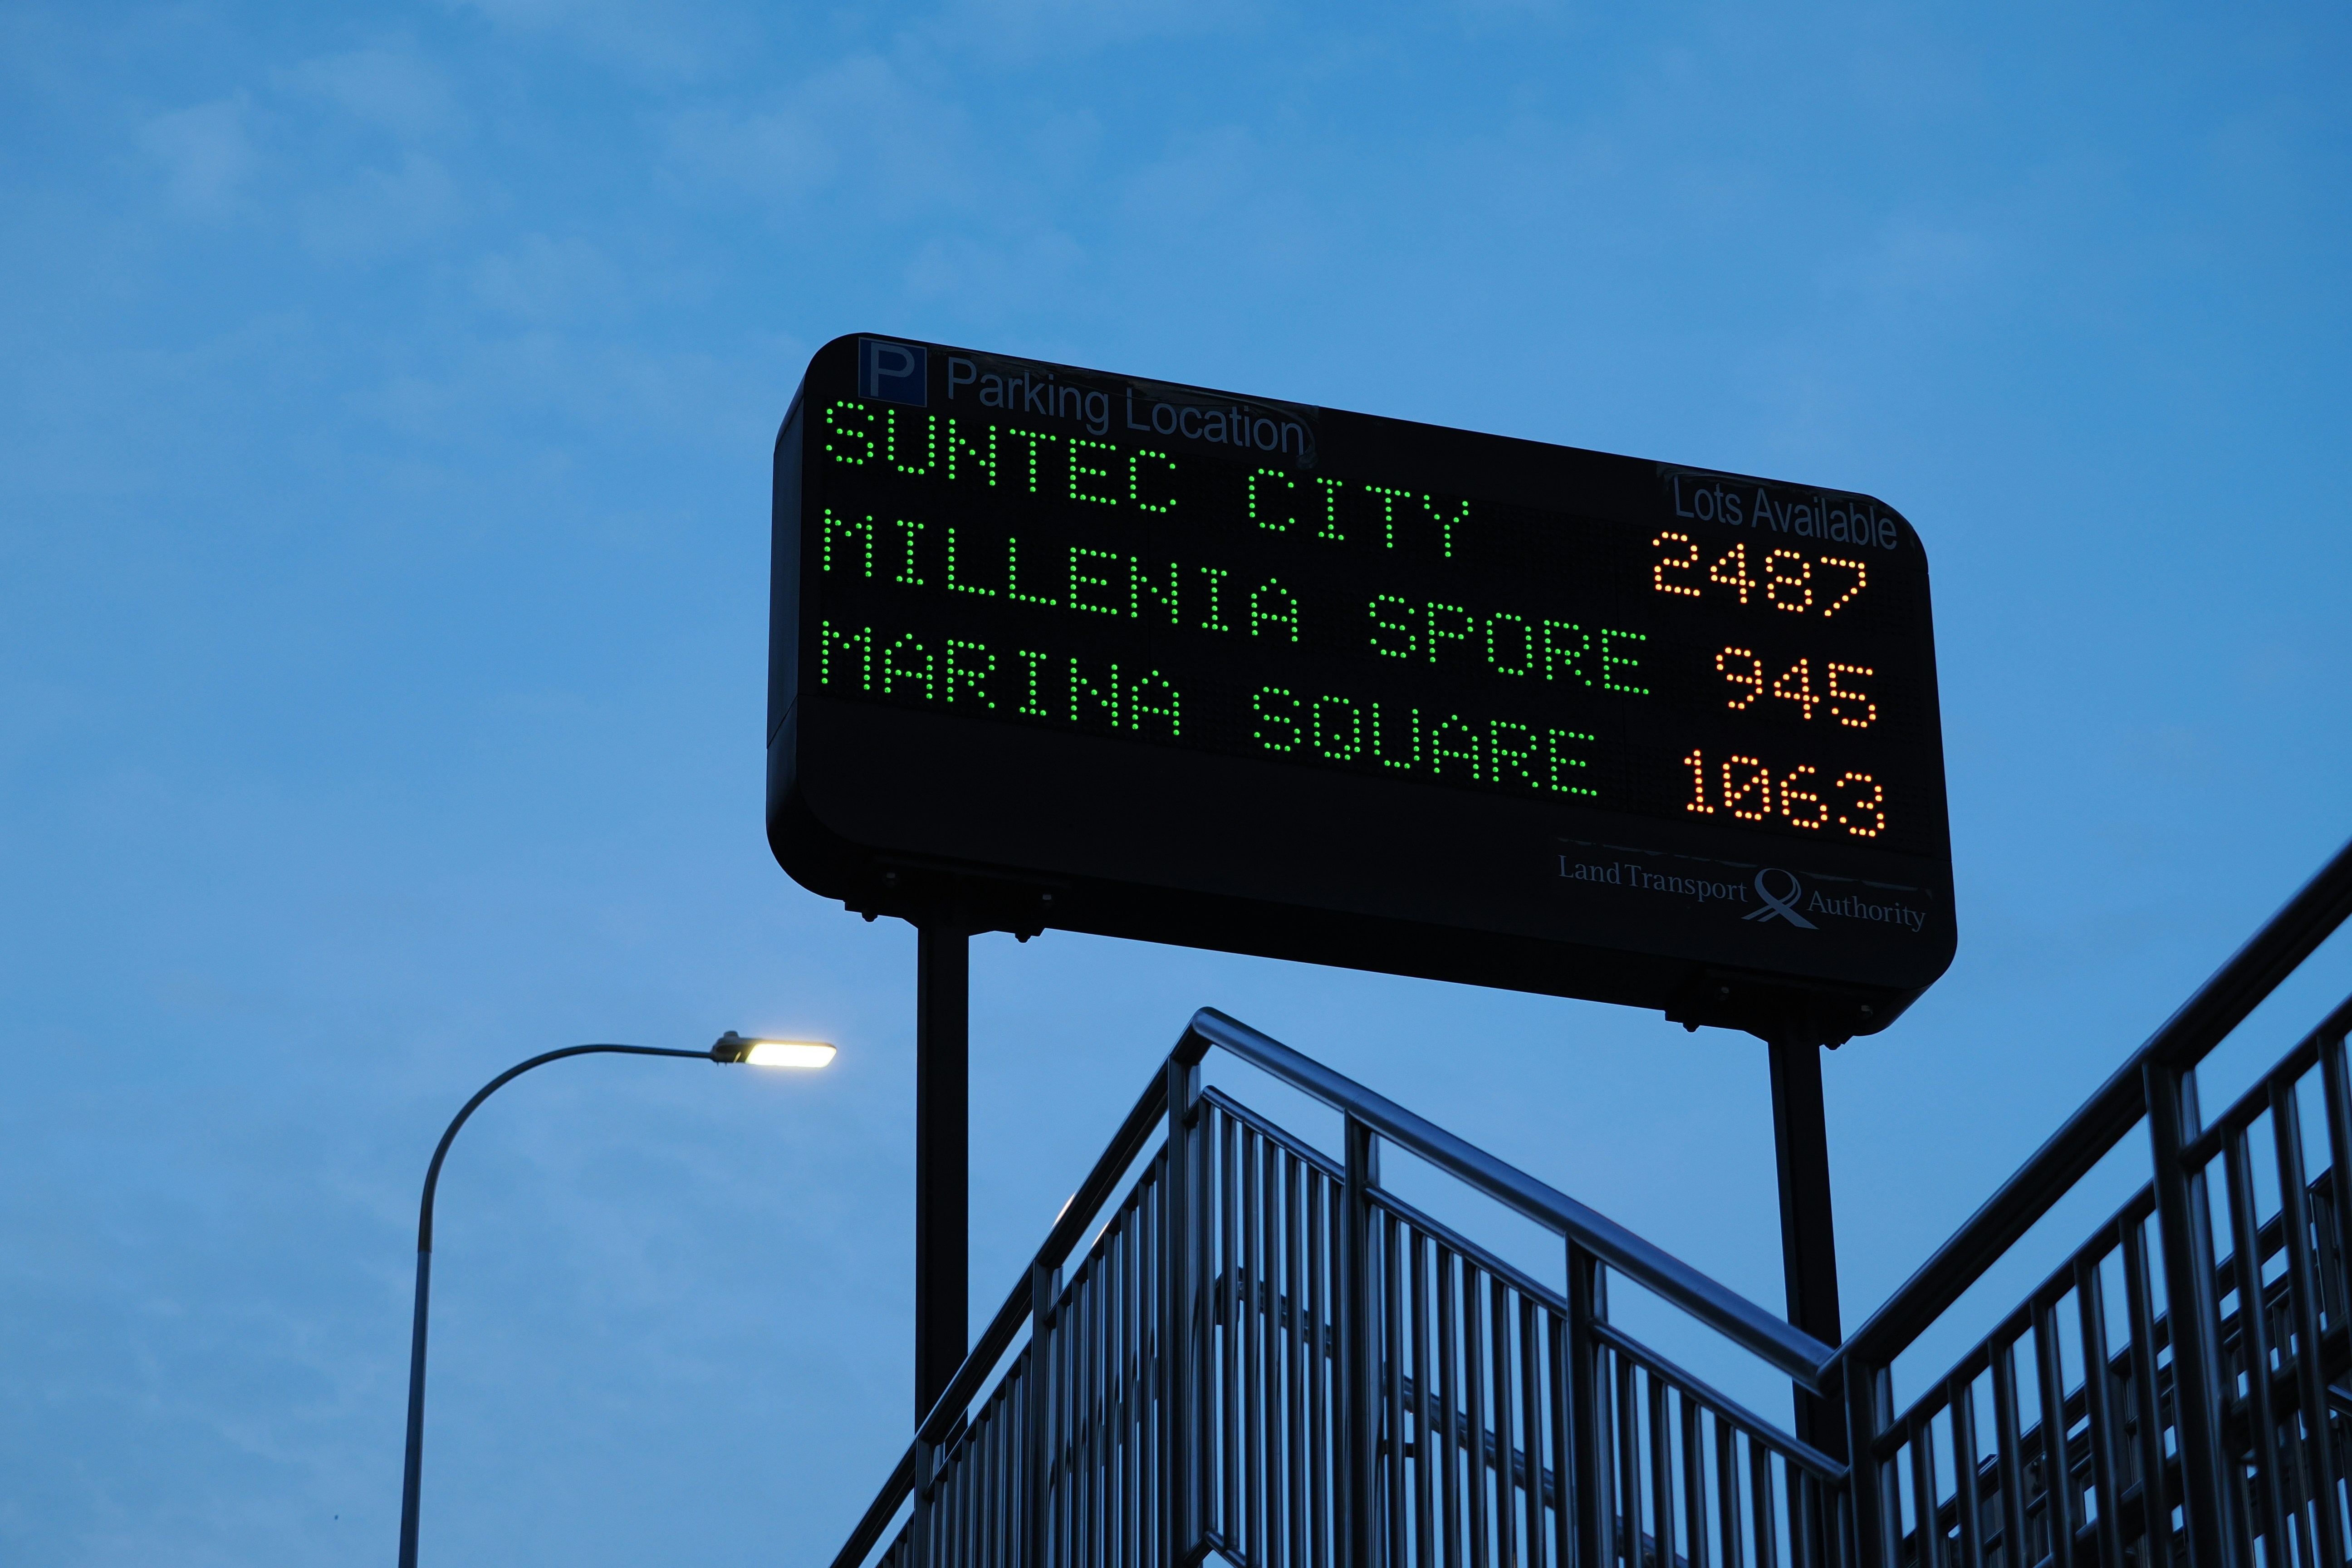 P Parking Location
Lots Available
SUNTEC CITY 2487
MILLENIA SPORE 945
MARINA SQUARE 1063
Land Transport Authority